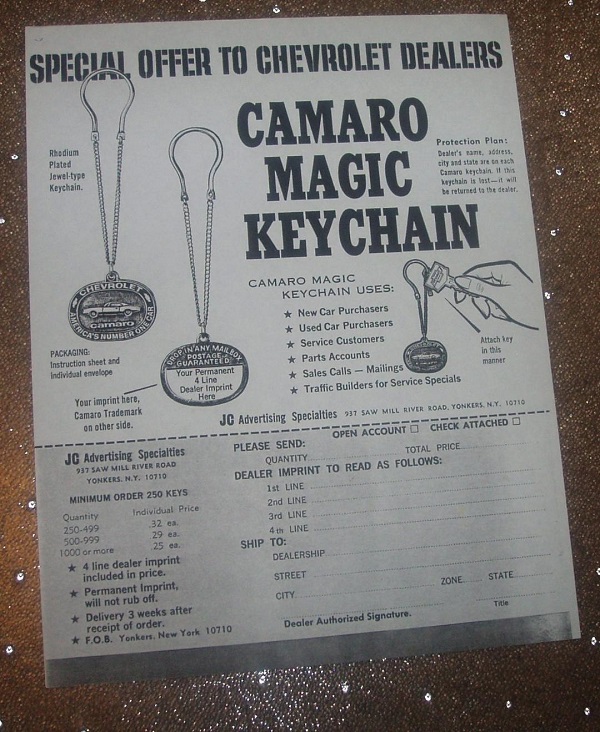 SPECIAL OFFER TO CHEVROLET DEALERS
Rhodium
Plated
Jewel-type
Keychain.
CAMARO
MAGIC
KEYCHAIN
Protection Plan:
Dealer's name, address,
city and state are on each
Camaro keychain. If this
keychain is lost—it will
be returned to the dealer.
CHEVROLET
camaro
AMERICA'S NUMBER ONE CAR
PACKAGING:
Instruction sheet and
individual envelope
DROP IN ANY MAILBOX
POSTAGE
GUARANTEED
Your Permanent
4 Line
Dealer Imprint
Here
Your imprint here,
Camaro Trademark
on other side.
CAMARO MAGIC
KEYCHAIN USES:
★ New Car Purchasers
★ Used Car Purchasers
★ Service Customers
★ Parts Accounts
★ Sales Calls — Mailings
★ Traffic Builders for Service Specials
Attach key
in this
manner
JC Advertising Specialties 937 SAW MILL RIVER ROAD, YONKERS, N.Y. 10710
JC Advertising Specialties
937 SAW MILL RIVER ROAD
YONKERS, N.Y. 10710
MINIMUM ORDER 250 KEYS
Quantity Individual Price
250-499 .32 ea.
500-999 .29 ea.
1000 or more .25 ea.
★ 4 line dealer imprint
included in price.
★ Permanent Imprint,
will not rub off.
★ Delivery 3 weeks after
receipt of order.
★ F.O.B. Yonkers, New York 10710
PLEASE SEND: OPEN ACCOUNT □ CHECK ATTACHED □
QUANTITY TOTAL PRICE
DEALER IMPRINT TO READ AS FOLLOWS:
1st LINE
2nd LINE
3rd LINE
4th LINE
SHIP TO:
DEALERSHIP
STREET
CITY ZONE STATE
Dealer Authorized Signature. Title